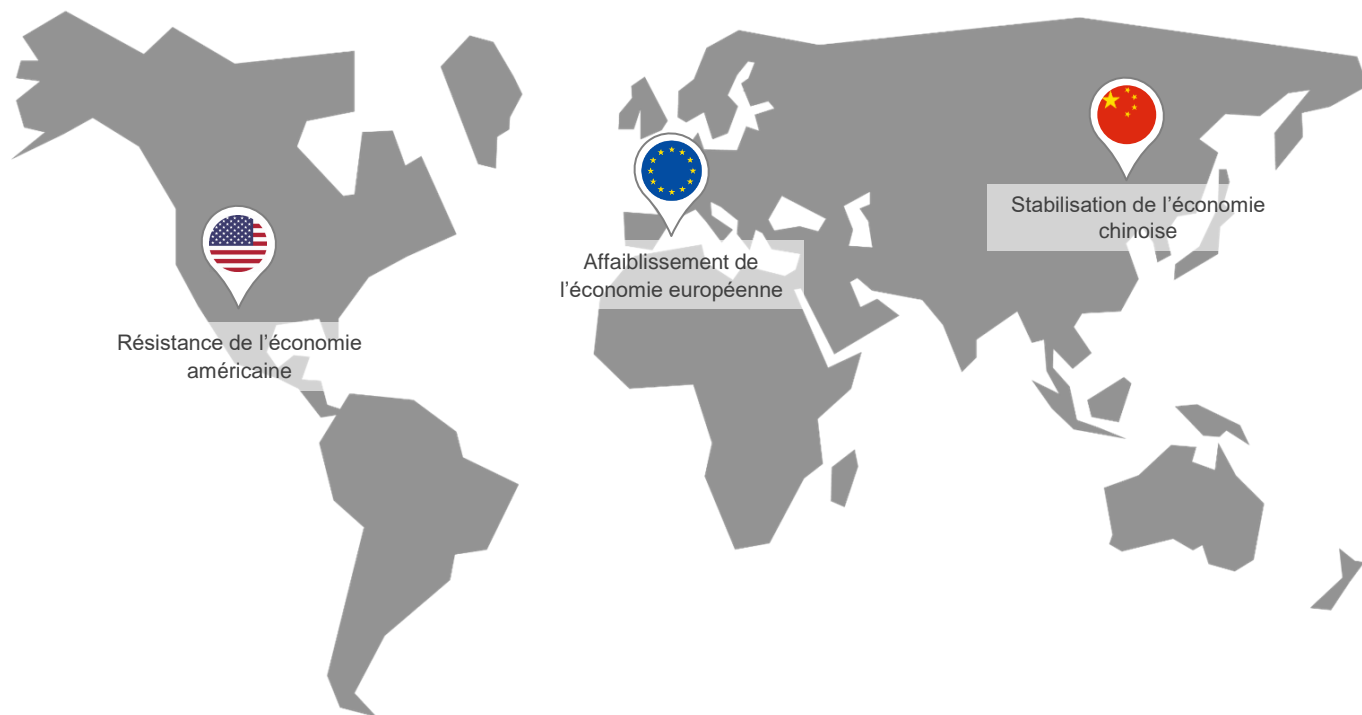 Stabilisation de l’économie
chinoise
Affaiblissement de
l’économie européenne
Résistance de l’économie
américaine